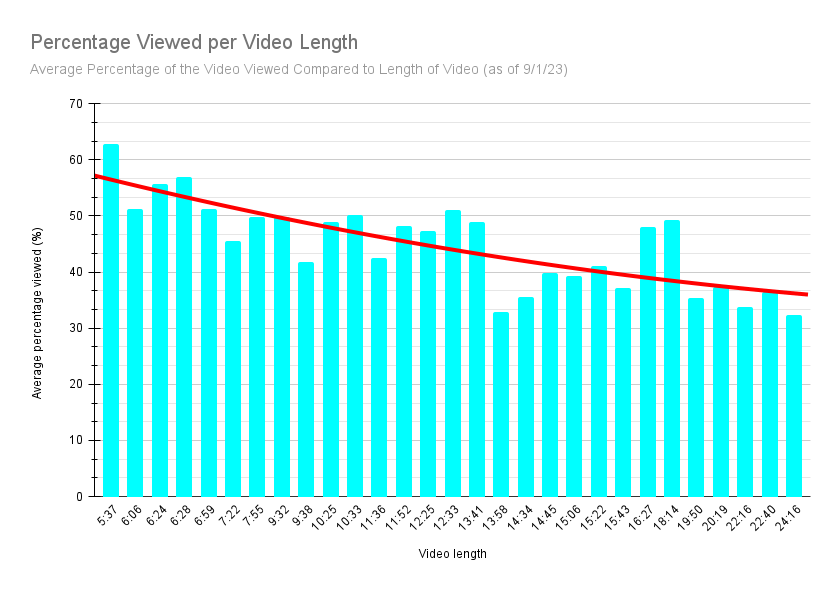 Percentage Viewed per Video Length
Average Percentage of the Video Viewed Compared to Length of Video (as of 9/1/23)
Average percentage viewed (%)
70
60
50
40
30
20
10
0
5:37 6:06 6:24 6:28 6:59 7:22 7:55 9:32 9:38 10:25 10:33 11:36 11:52 12:25 12:33 13:41 13:58 14:34 14:45 15:06 15:22 15:43 16:27 18:14 19:50 20:19 22:16 22:40 24:16
Video length